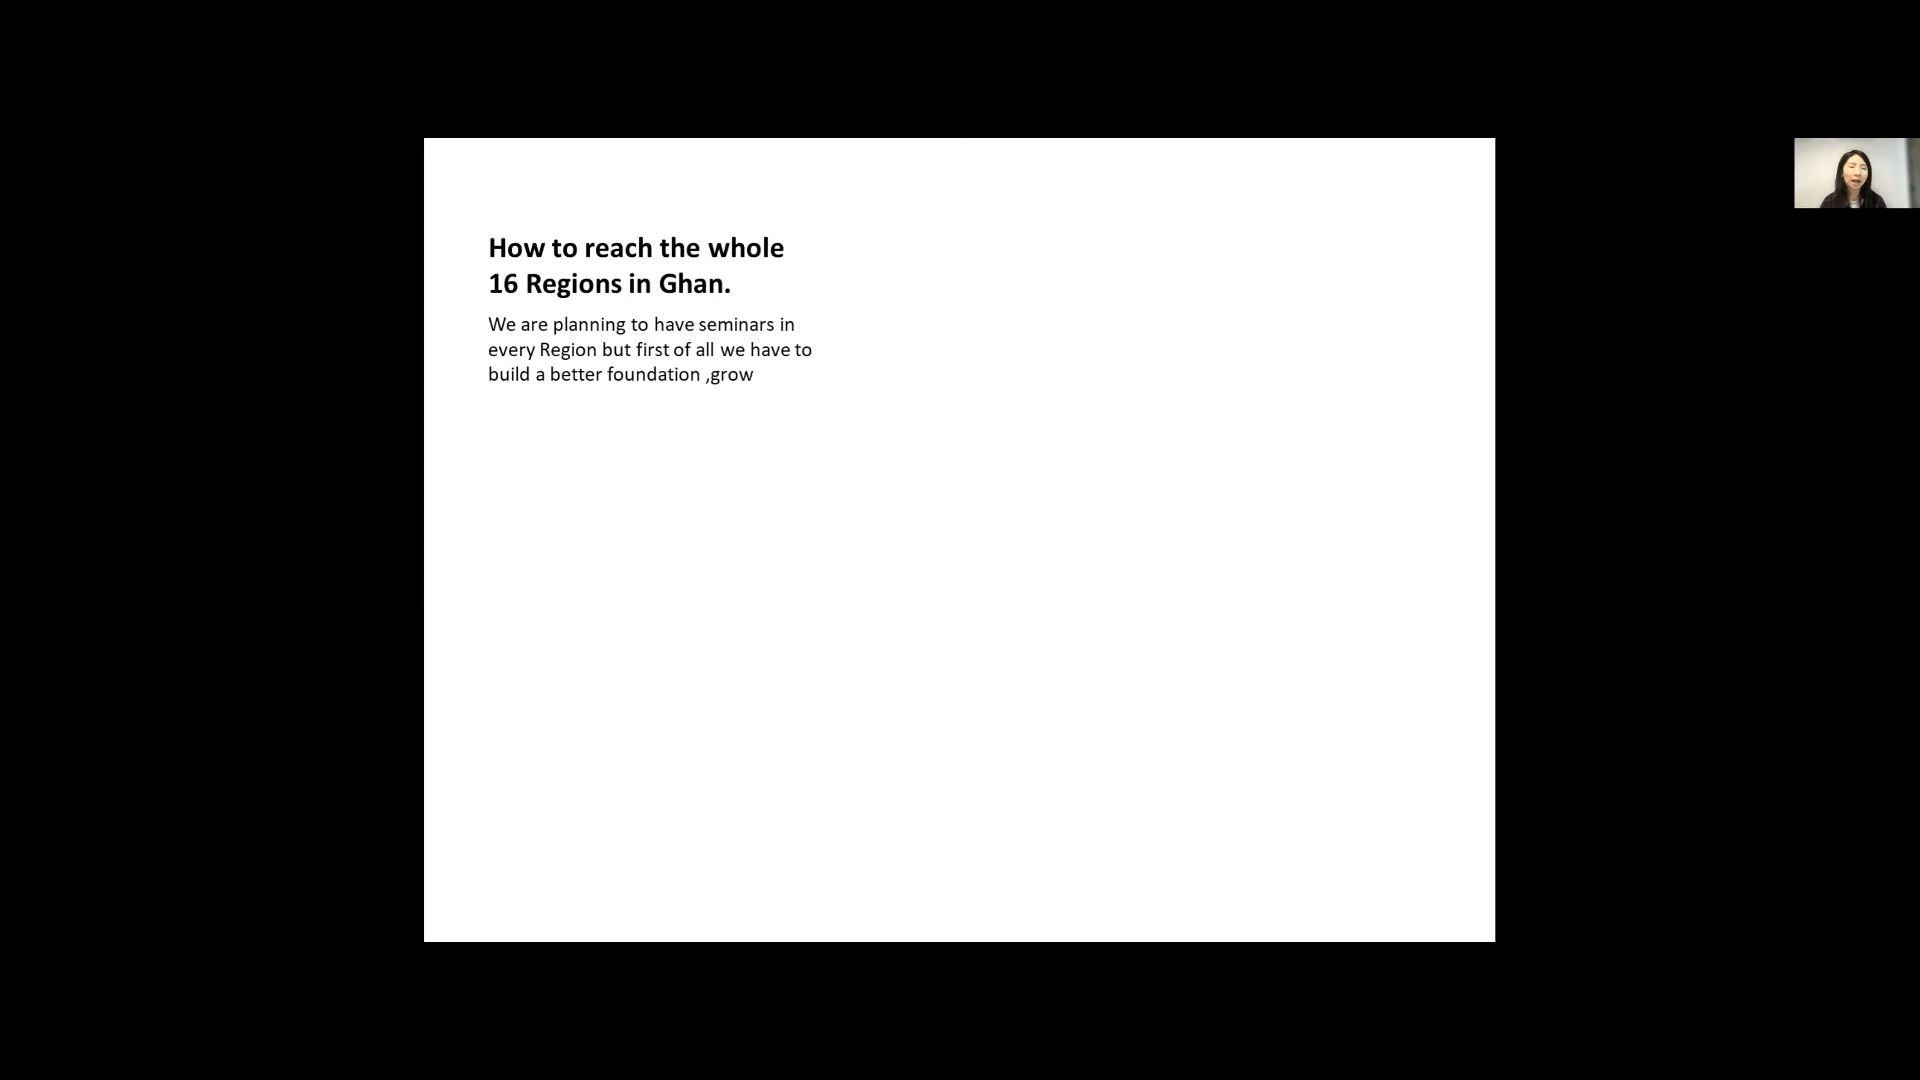 How to reach the whole
16 Regions in Ghan.
We are planning to have seminars in
every Region but first of all we have to
build a better foundation ,grow